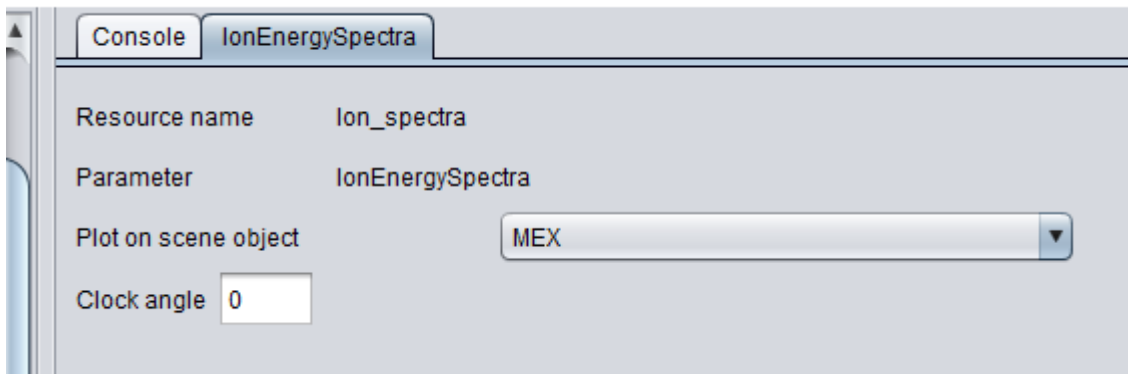 Console IonEnergySpectra
Resource name Ion_spectra
Parameter IonEnergySpectra
Plot on scene object MEX
Clock angle 0